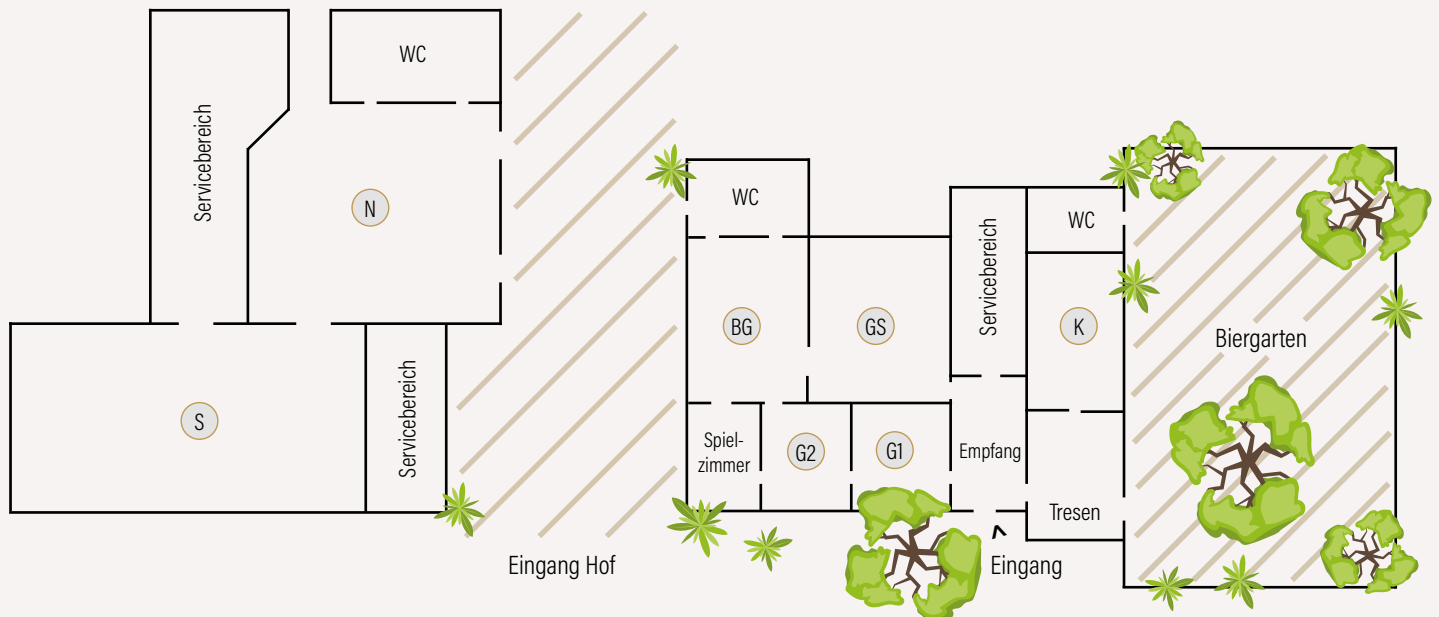 WC
Servicebereich
N
S
Servicebereich
Eingang Hof
WC
BG
GS
Servicebereich
WC
K
Spiel-
zimmer
G2
G1
Empfang
Tresen
Eingang
Biergarten